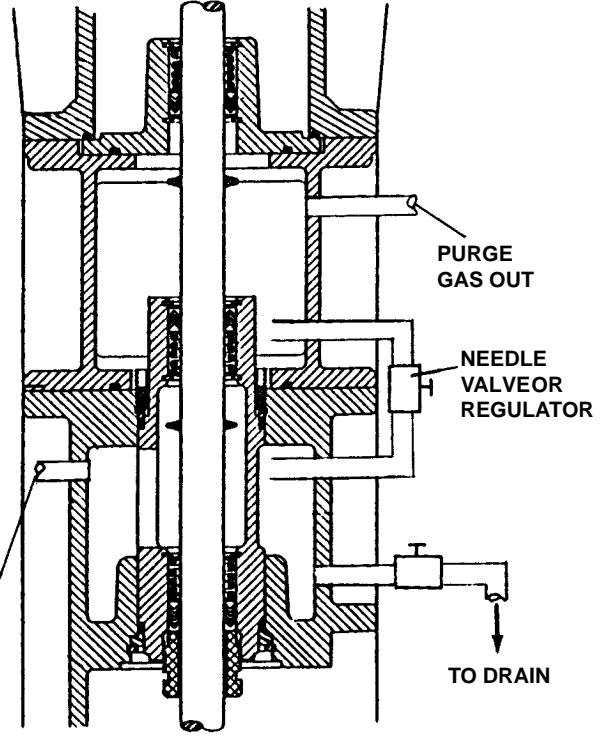 PURGE
GAS OUT
NEEDLE
VALVEOR
REGULATOR
TO DRAIN